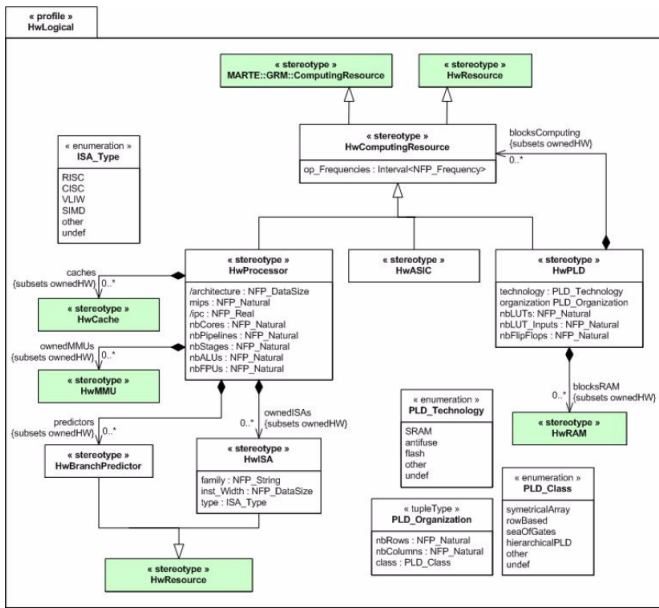 « profile »
HwLogical
« stereotype »
MARTE::GRM::ComputingResource
« stereotype »
HwResource
« stereotype »
HwComputingResource
op_Frequencies : Interval<NFP_Frequency>
blocksComputing
{subsets ownedHW}
0..*
« enumeration »
ISA_Type
RISC
CISC
VLIW
SIMD
other
undef
« stereotype »
HwProcessor
/architecture : NFP_DataSize
mips : NFP_Natural
/ipc : NFP_Real
nbCores : NFP_Natural
nbPipelines : NFP_Natural
nbStages : NFP_Natural
nbALUs : NFP_Natural
nbFPUs : NFP_Natural
« stereotype »
HwASIC
« stereotype »
HwPLD
technology : PLD_Technology
organization PLD_Organization
nbLUTs: NFP_Natural
nbLUT_Inputs : NFP_Natural
nbFlipFlops : NFP_Natural
caches
{subsets ownedHW}
0..*
« stereotype »
HwCache
ownedMMUs
{subsets ownedHW}
0..*
« stereotype »
HwMMU
predictors
{subsets ownedHW}
0..*
« stereotype »
HwBranchPredictor
ownedISAs
{subsets ownedHW}
0..*
« stereotype »
HwISA
family : NFP_String
inst_Width : NFP_DataSize
type : ISA_Type
« stereotype »
HwResource
« enumeration »
PLD_Technology
SRAM
antifuse
flash
other
undef
blocksRAM
{subsets ownedHW}
0..*
« stereotype »
HwRAM
« tupleType »
PLD_Organization
nbRows : NFP_Natural
nbColumns : NFP_Natural
class : PLD_Class
« enumeration »
PLD_Class
symetricalArray
rowBased
seaOfGates
hierarchicalPLD
other
undef